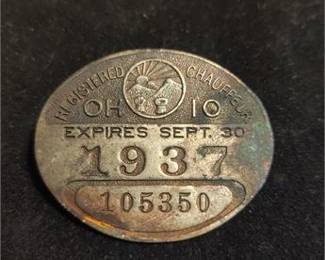 REGISTERED CHAUFFEUR
OHIO
EXPIRES SEPT. 30
1937
105350